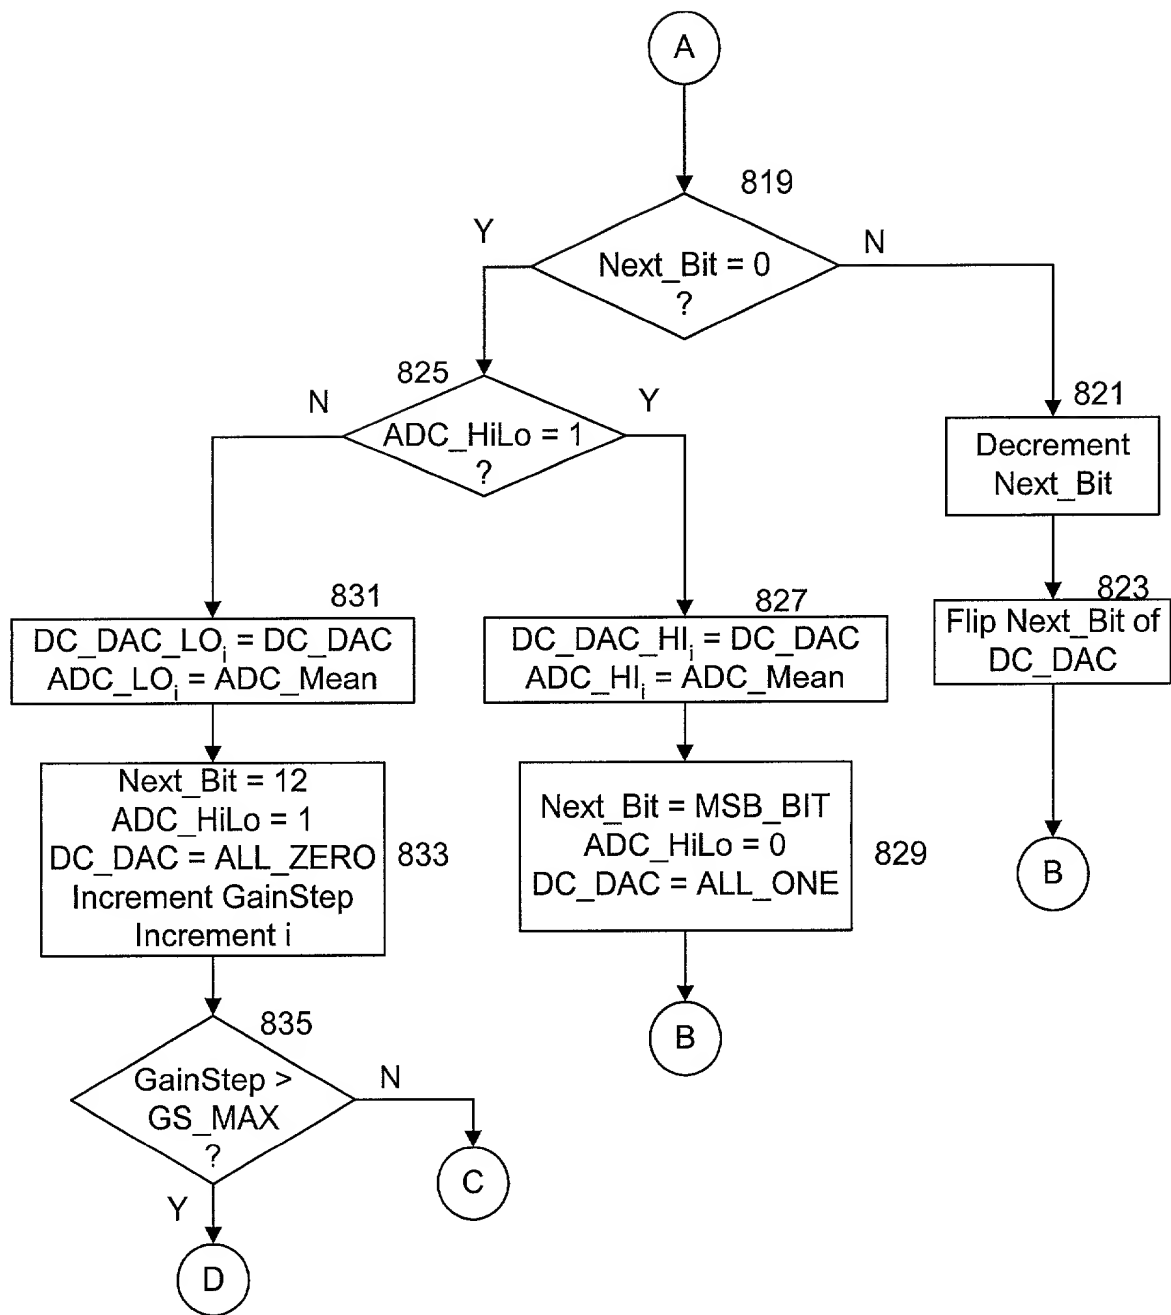 A
819
Y
N
Next_Bit = 0
?
825
N
Y
ADC_HiLo = 1
?
821
Decrement
Next_Bit
831
827
823
DC_DAC_LOi = DC_DAC
ADC_LOi = ADC_Mean
DC_DAC_HIi = DC_DAC
ADC_HIi = ADC_Mean
Flip Next_Bit of
DC_DAC
Next_Bit = 12
ADC_HiLo = 1
DC_DAC = ALL_ZERO
Increment GainStep
Increment i
833
Next_Bit = MSB_BIT
ADC_HiLo = 0
DC_DAC = ALL_ONE
829
B
B
835
GainStep >
GS_MAX
?
N
C
Y
D